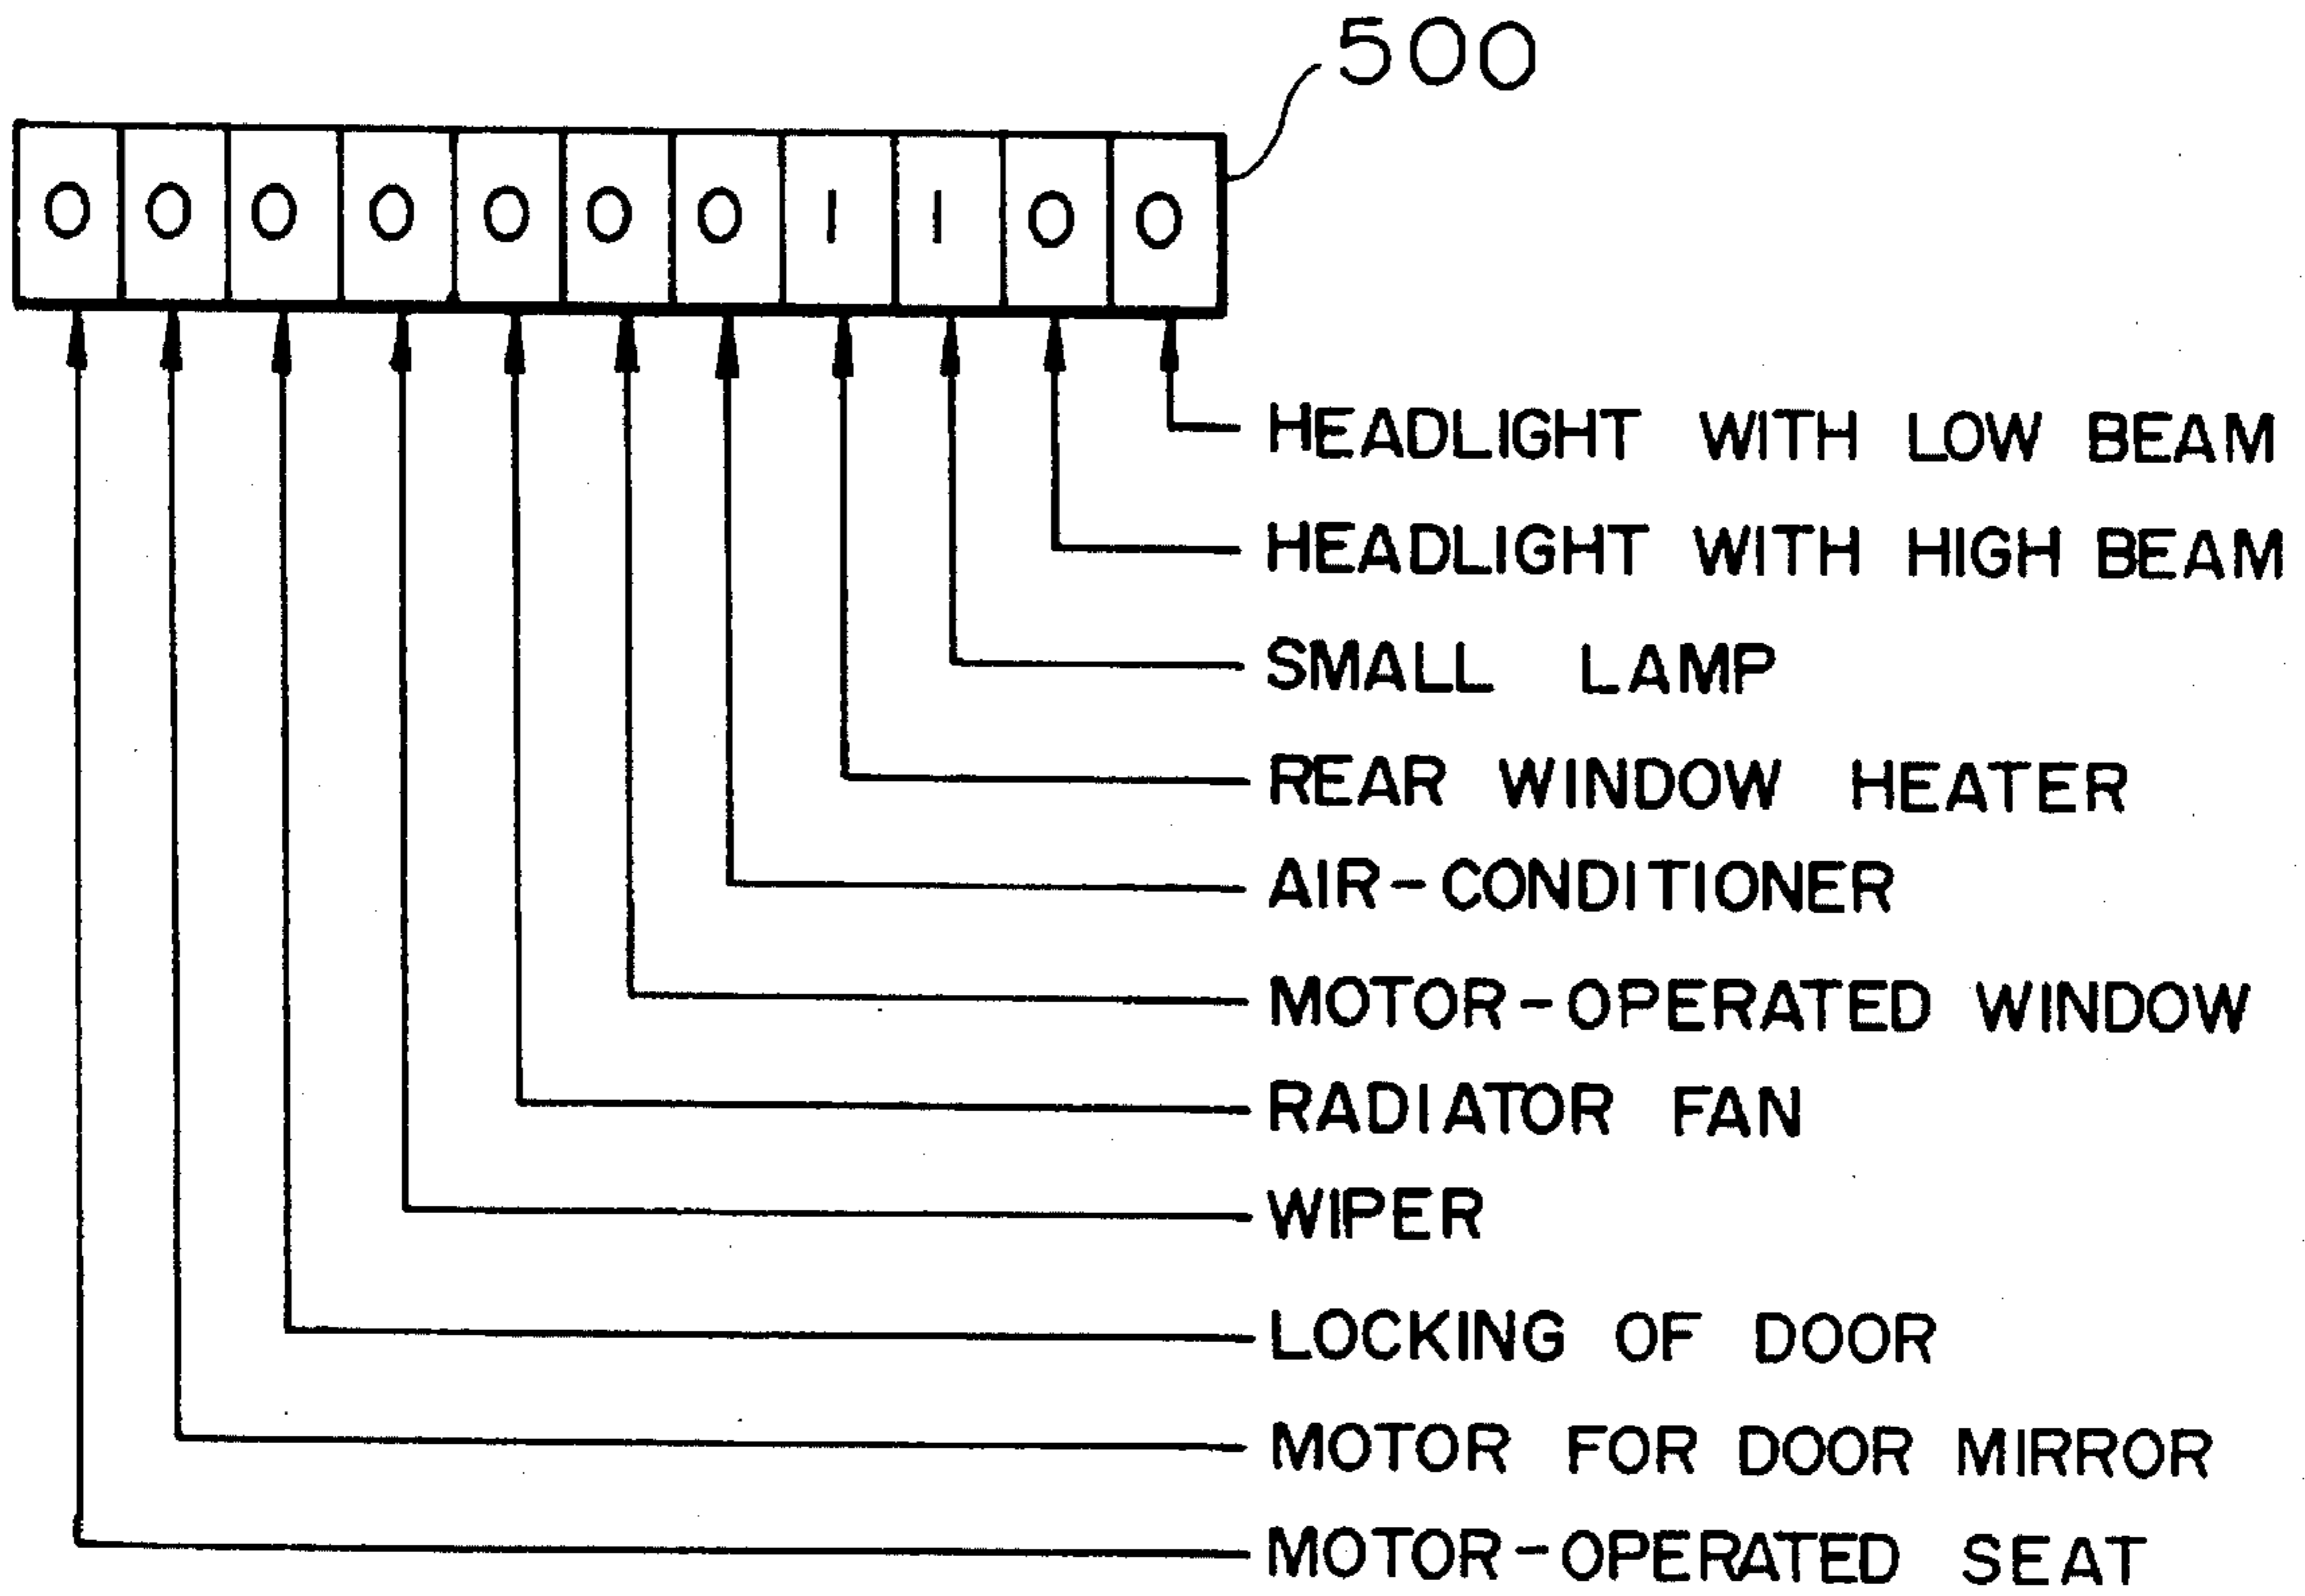 500
0 0 0 0 0 0 0 1 1 0 0
HEADLIGHT WITH LOW BEAM
HEADLIGHT WITH HIGH BEAM
SMALL LAMP
REAR WINDOW HEATER
AIR-CONDITIONER
MOTOR-OPERATED WINDOW
RADIATOR FAN
WIPER
LOCKING OF DOOR
MOTOR FOR DOOR MIRROR
MOTOR-OPERATED SEAT